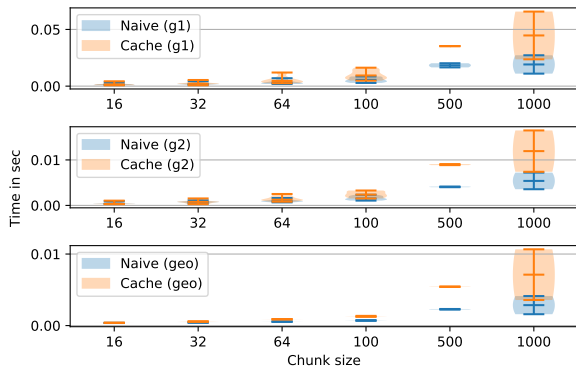 0.05
0.00
Naive (g1)
Cache (g1)
16 32 64 100 500 1000
0.01
0.00
Naive (g2)
Cache (g2)
16 32 64 100 500 1000
Time in sec
0.01
0.00
Naive (geo)
Cache (geo)
16 32 64 100 500 1000
Chunk size